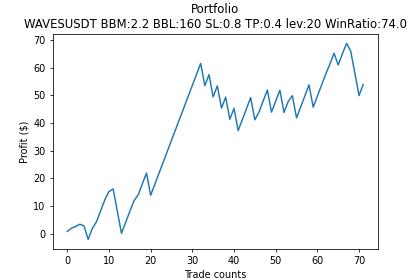 Portfolio
WAVESUSDT BBM:2.2 BBL:160 SL:0.8 TP:0.4 lev:20 WinRatio:74.0
70
60
50
40
30
20
10
0
Profit ($)
0 10 20 30 40 50 60 70
Trade counts